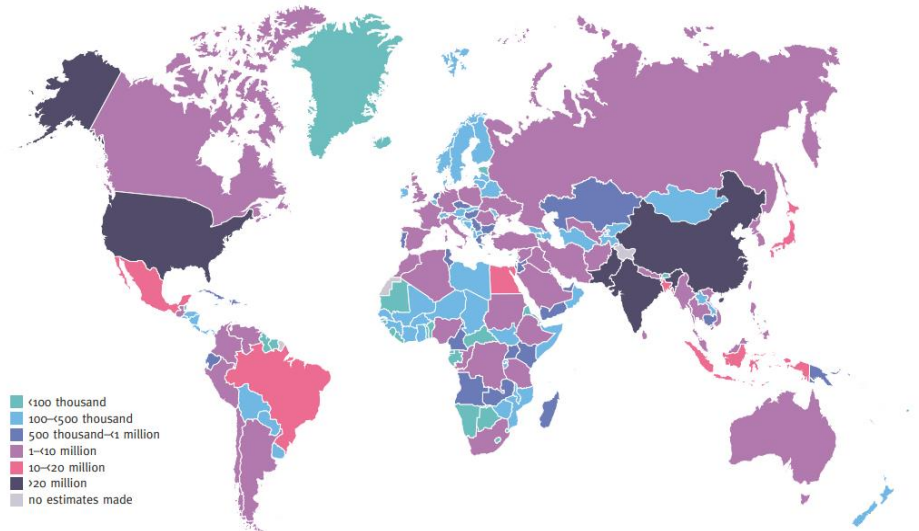 <100 thousand
100–<500 thousand
500 thousand–<1 million
1–<10 million
10–<20 million
>20 million
no estimates made